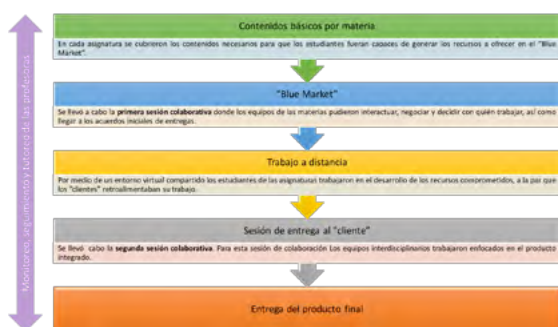 Monitoreo, seguimiento y tutoreo de las profesoras
Contenidos básicos por materia
En cada asignatura se cubrieron los contenidos necesarios para que los estudiantes fueran capaces de generar los recursos a ofrecer en el "Blue
Market".
"Blue Market"
Se llevó a cabo la primera sesión colaborativa donde los equipos de las materias pudieron interactuar, negociar y decidir con quién trabajar, así como
llegar a los acuerdos iniciales de entregas.
Trabajo a distancia
Por medio de un entorno virtual compartido los estudiantes de las asignaturas trabajaron en el desarrollo de los recursos comprometidos, a la par que
los "clientes" retroalimentaban su trabajo.
Sesión de entrega al "cliente"
Se llevó cabo la segunda sesión colaborativa. Para esta sesión de colaboración Los equipos interdisciplinarios trabajaron enfocados en el producto
integrado.
Entrega del producto final